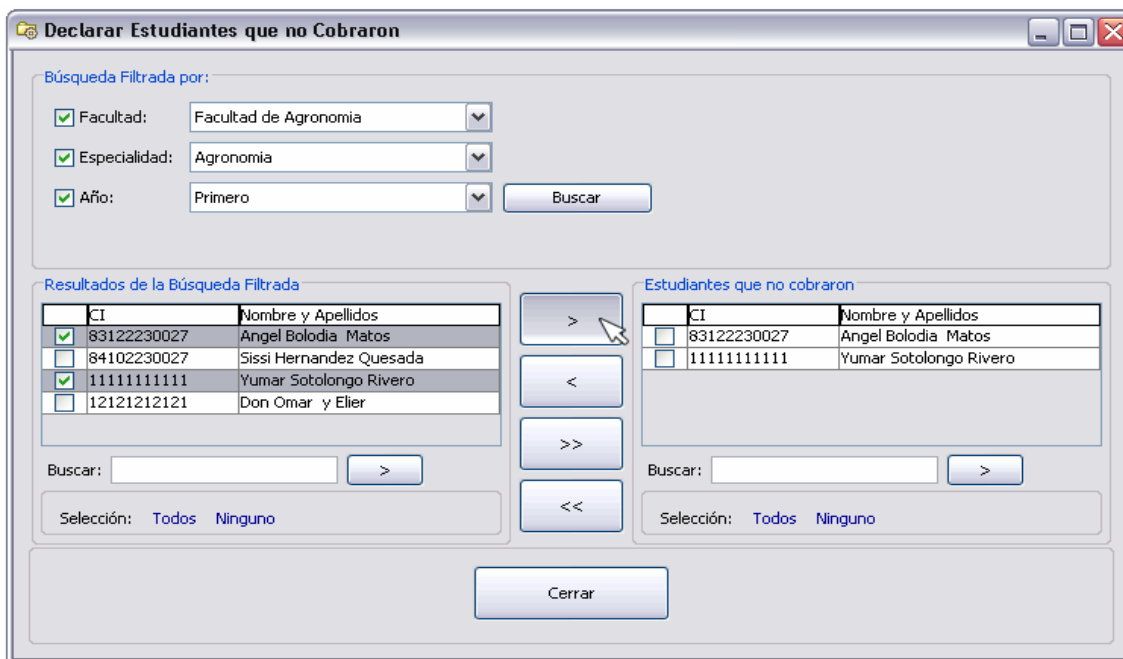 Declarar Estudiantes que no Cobraron
Búsqueda Filtrada por:
Facultad: Facultad de Agronomia
Especialidad: Agronomia
Año: Primero Buscar
Resultados de la Búsqueda Filtrada
CI Nombre y Apellidos
83122230027 Angel Bolodia Matos
84102230027 Sissi Hernandez Quesada
11111111111 Yumar Sotolongo Rivero
12121212121 Don Omar y Elier
Buscar: >
Selección: Todos Ninguno
>
<
>>
<<
Estudiantes que no cobraron
CI Nombre y Apellidos
83122230027 Angel Bolodia Matos
11111111111 Yumar Sotolongo Rivero
Buscar: >
Selección: Todos Ninguno
Cerrar